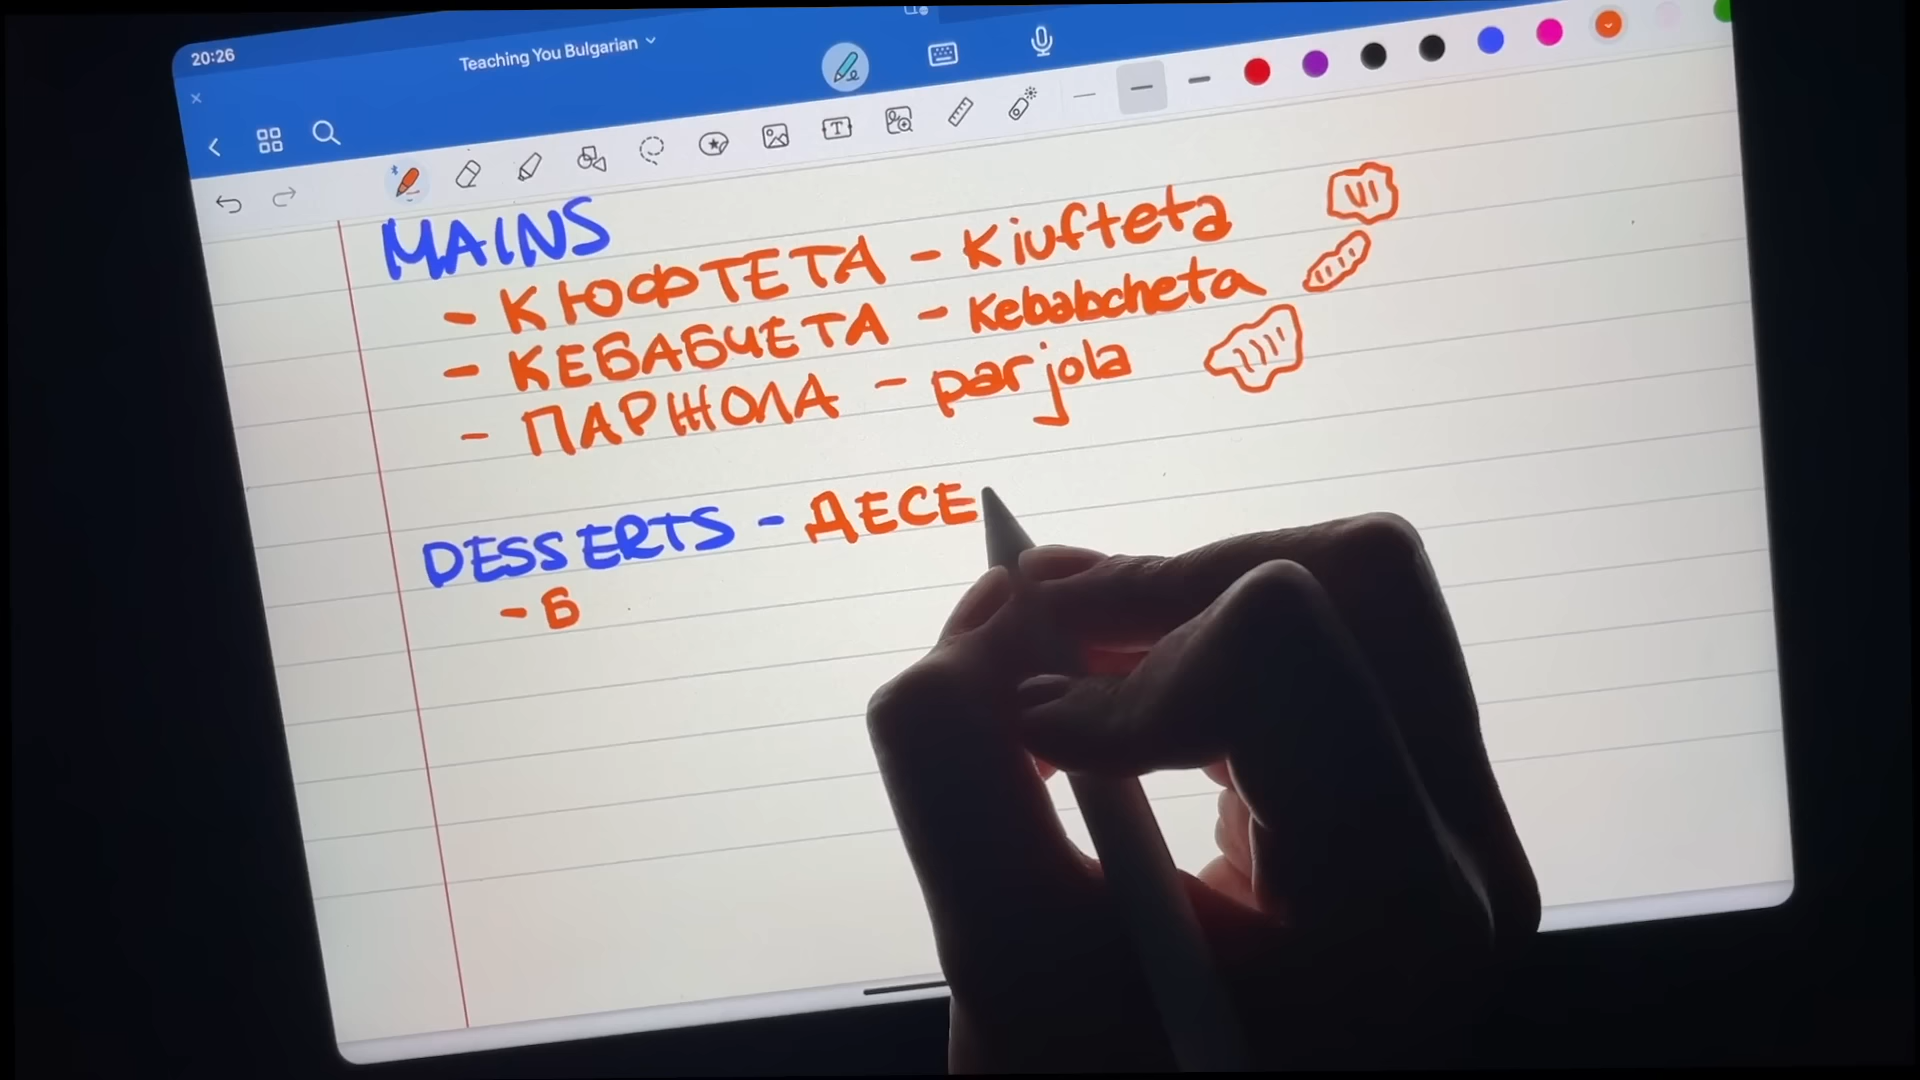 20:26
Teaching You Bulgarian
MAINS
- КЮФТЕТА - Kiufteta
- КЕБАБЧЕТА - Kebabcheta
- ПАРЖОЛА - parjola
DESSERTS - ДЕСЕ
- Б